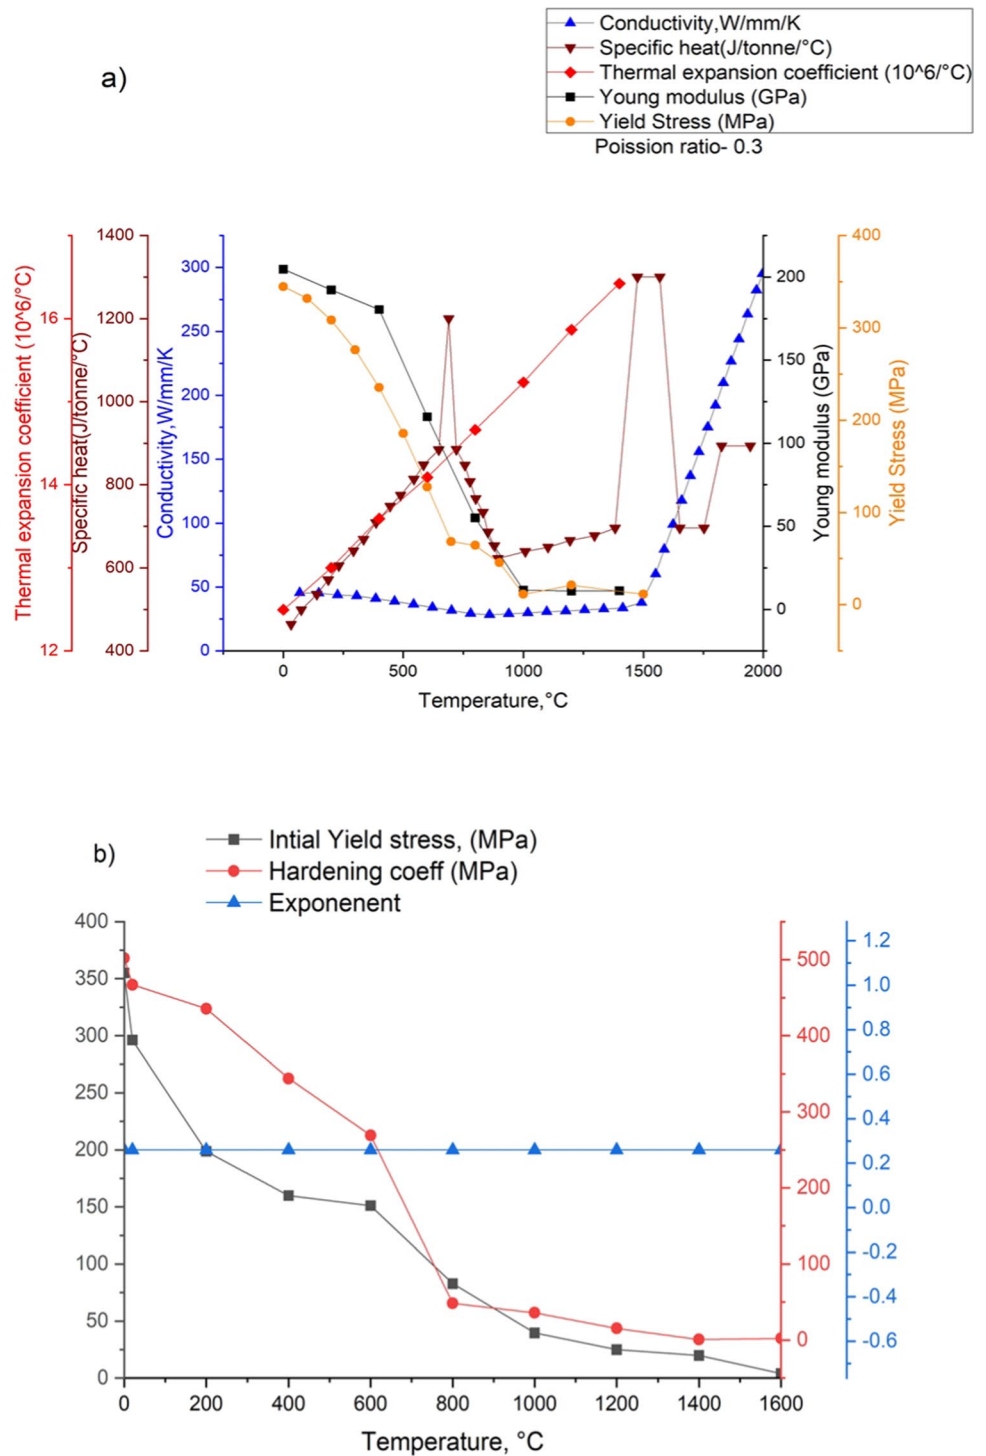 Conductivity,W/mm/K
Specific heat(J/tonne/°C)
a)
Thermal expansion coefficient (10^6/°C)
Young modulus (GPa)
Yield Stress (MPa)
Poission ratio- 0.3
Thermal expansion coefficient (10^6/°C)
16
14
12
Specific heat(J/tonne/°C)
1400
1200
1000
800
600
400
Conductivity,W/mm/K
300
250
200
150
100
50
0
200
150
100
50
0
Young modulus (GPa)
400
300
200
100
0
Yield Stress (MPa)
0 500 1000 1500 2000
Temperature,°C
b)
Intial Yield stress, (MPa)
Hardening coeff (MPa)
Exponenent
400
350
300
250
200
150
100
50
0
500
400
300
200
100
0
1.2
1.0
0.8
0.6
0.4
0.2
0.0
-0.2
-0.4
-0.6
0 200 400 600 800 1000 1200 1400 1600
Temperature, °C